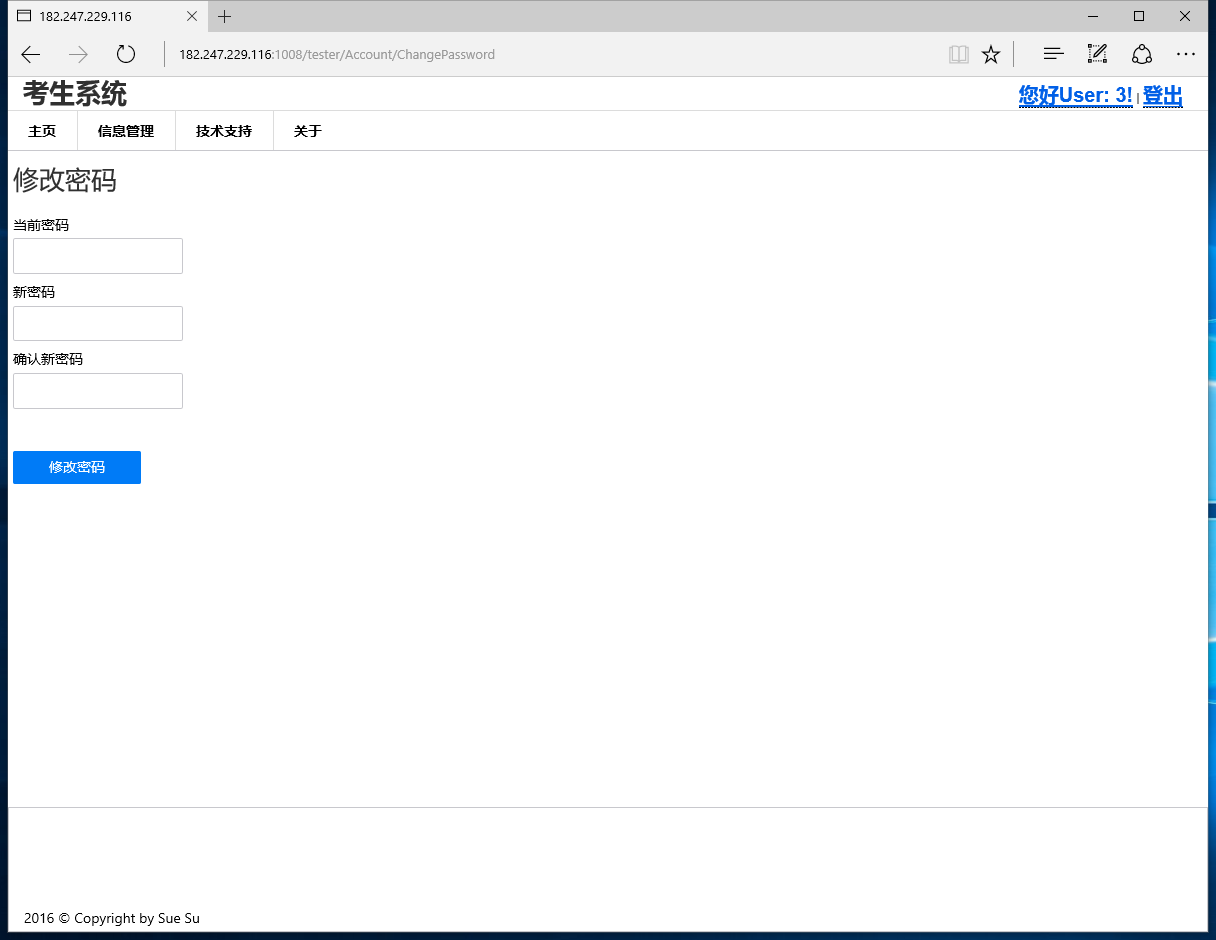 182.247.229.116
182.247.229.116:1008/tester/Account/ChangePassword
考生系统
您好User: 3! | 登出
主页 信息管理 技术支持 关于
修改密码
当前密码
新密码
确认新密码
修改密码
2016 © Copyright by Sue Su